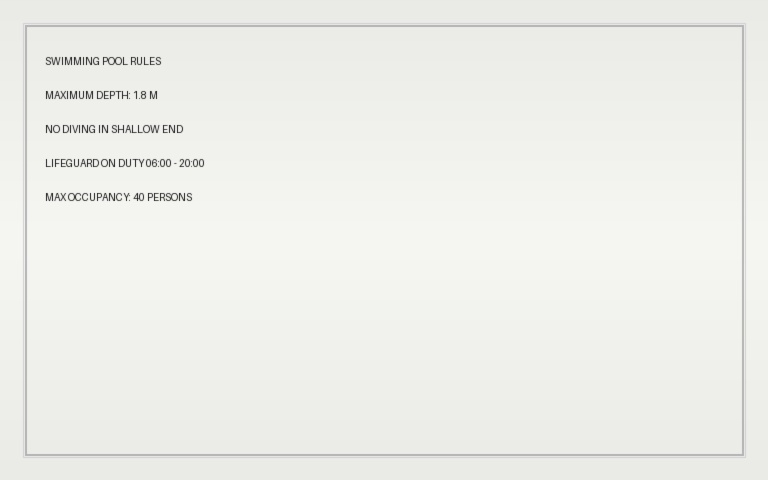 SWIMMING POOL RULES
MAXIMUM DEPTH: 1.8 M
NO DIVING IN SHALLOW END
LIFEGUARD ON DUTY 06:00 - 20:00
MAX OCCUPANCY: 40 PERSONS